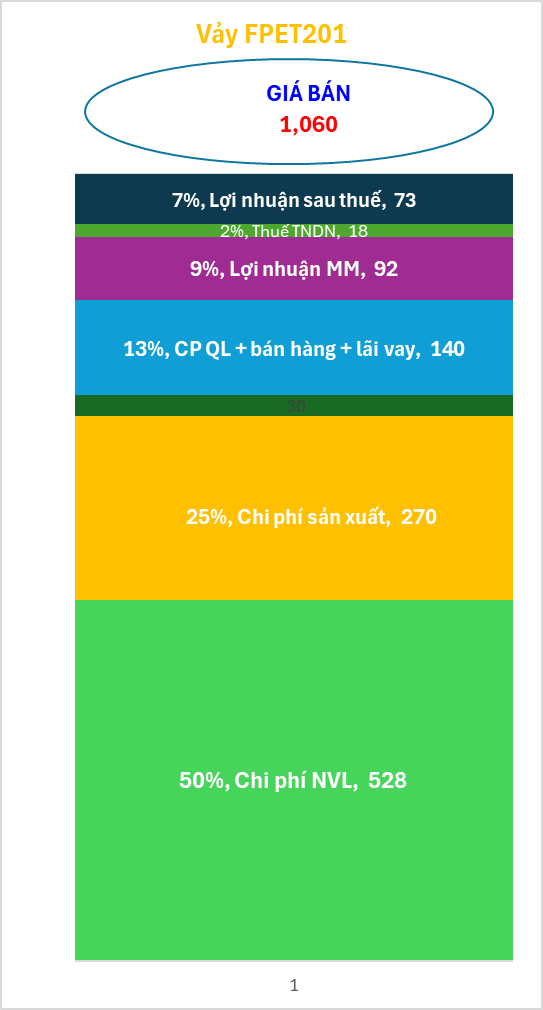 Vảy FPET201
GIÁ BÁN
1,060
7%, Lợi nhuận sau thuế, 73
2%, Thuế TNDN, 18
9%, Lợi nhuận MM, 92
13%, CP QL + bán hàng + lãi vay, 140
30
25%, Chi phí sản xuất, 270
50%, Chi phí NVL, 528
1